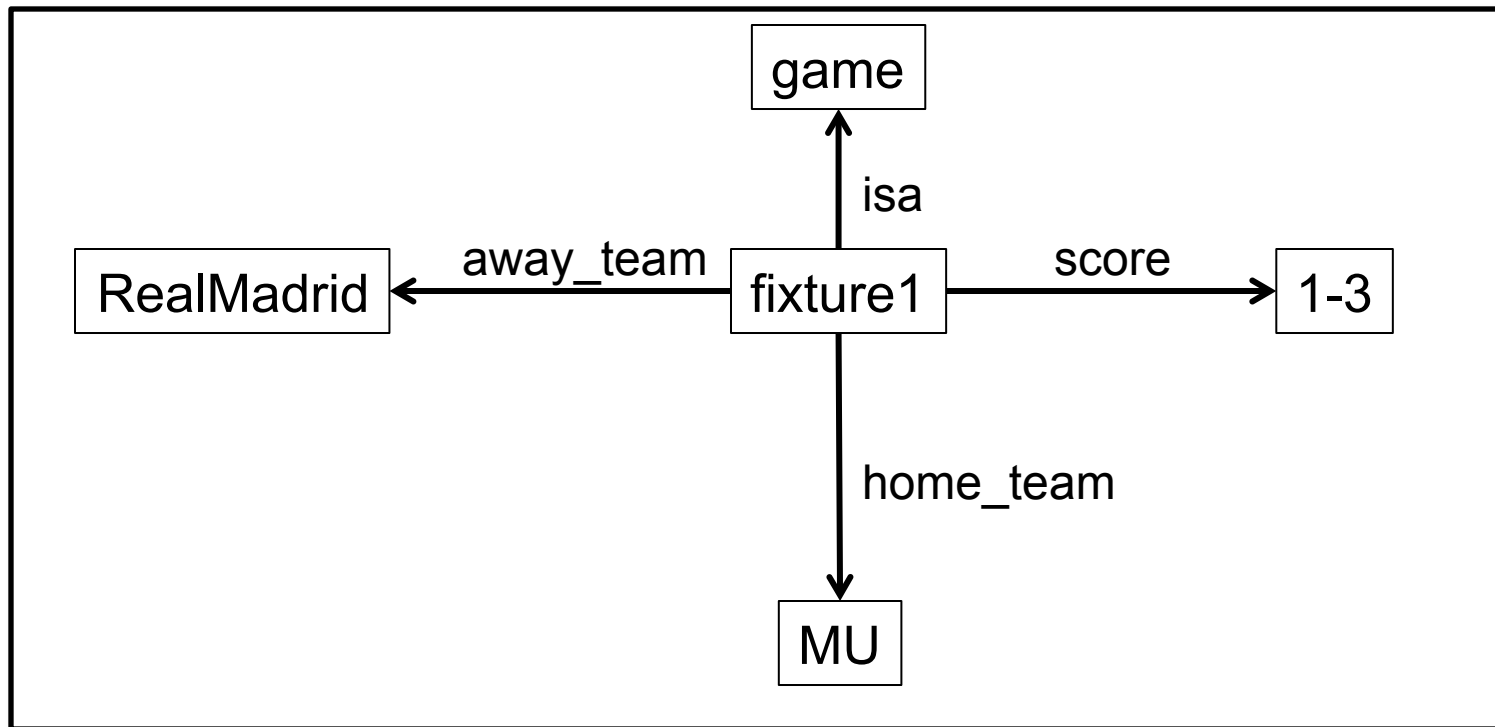 game
isa
away_team
score
RealMadrid
fixture1
1-3
home_team
MU